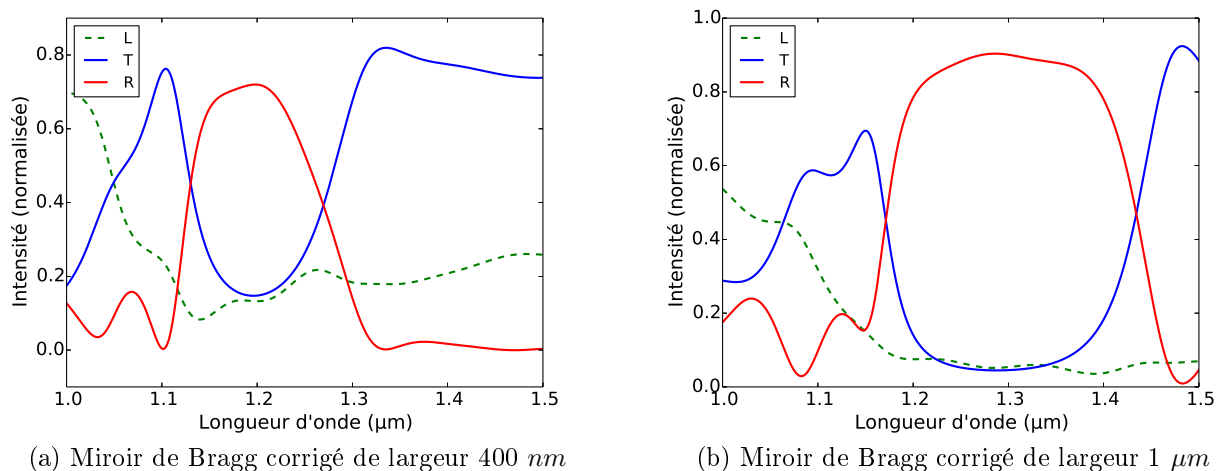 L
T
R
0.8
0.6
0.4
0.2
0.0
Intensité (normalisée)
1.0 1.1 1.2 1.3 1.4 1.5
Longueur d'onde (µm)
(a) Miroir de Bragg corrigé de largeur 400 nm
L
T
R
1.0
0.8
0.6
0.4
0.2
0.0
Intensité (normalisée)
1.0 1.1 1.2 1.3 1.4 1.5
Longueur d'onde (µm)
(b) Miroir de Bragg corrigé de largeur 1 µm